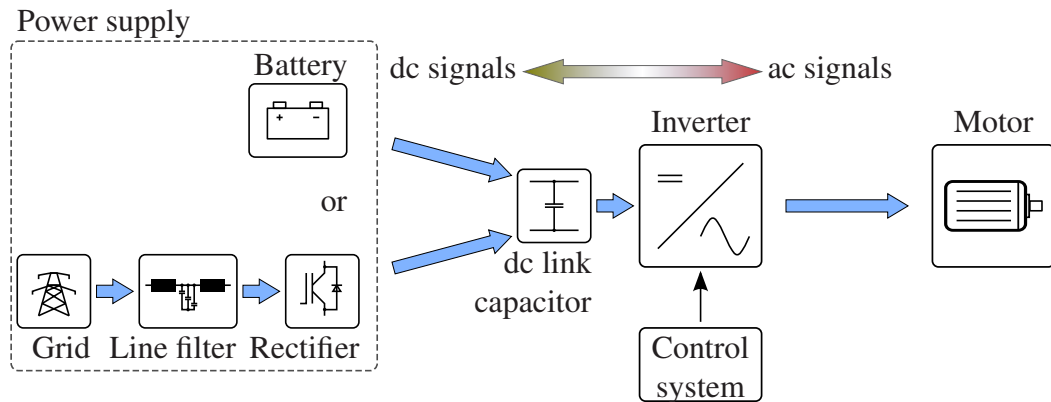 Power supply
Battery
dc signals
ac signals
+ −
Inverter
Motor
or
dc link
capacitor
Grid
Line filter
Rectifier
Control
system